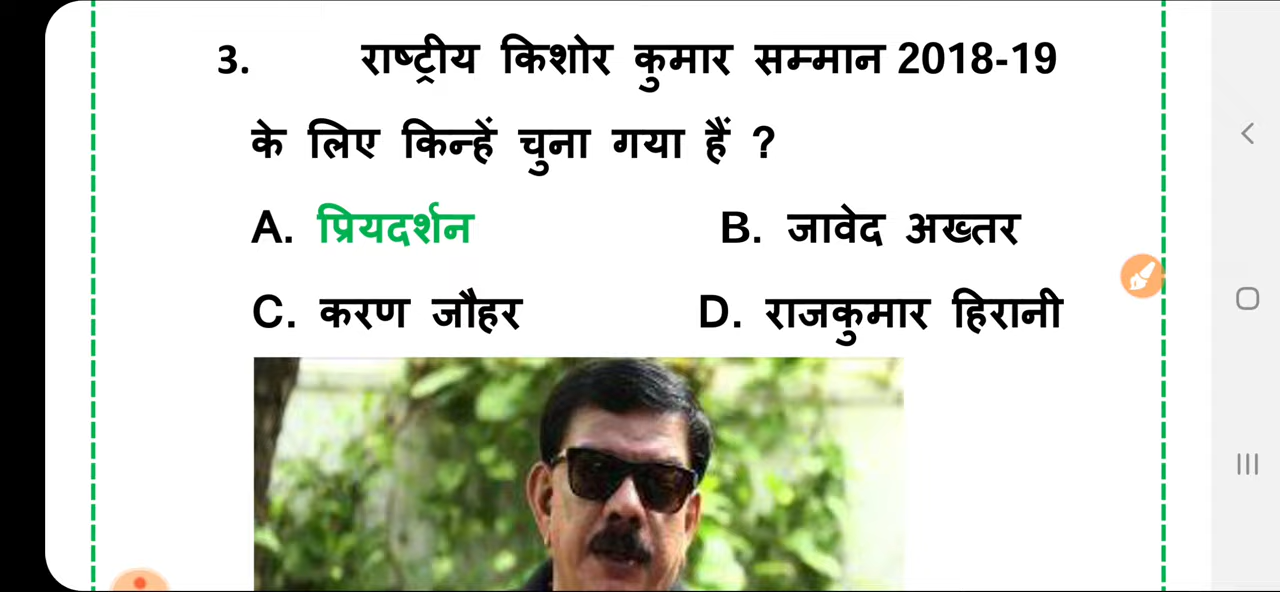 3. राष्ट्रीय किशोर कुमार सम्मान 2018-19
के लिए किन्हें चुना गया हैं ?
A. प्रियदर्शन B. जावेद अख्तर
C. करण जौहर D. राजकुमार हिरानी